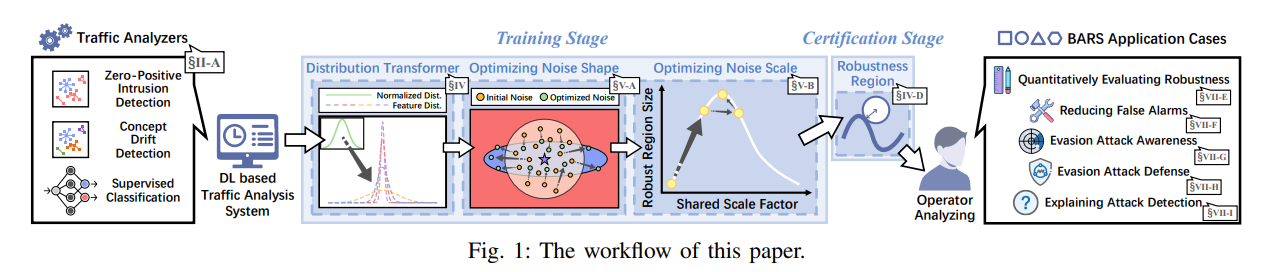 Traffic Analyzers
§II-A
Zero-Positive
Intrusion
Detection
Concept
Drift
Detection
Supervised
Classification
DL based
Traffic Analysis
System
Training Stage
Distribution Transformer
§IV
Normalized Dist.
Feature Dist.
Optimizing Noise Shape
§V-A
Initial Noise
Optimized Noise
Optimizing Noise Scale
§V-B
Robust Region Size
Shared Scale Factor
Certification Stage
Robustness
Region
§IV-D
Operator
Analyzing
BARS Application Cases
Quantitatively Evaluating Robustness
§VII-E
Reducing False Alarms
§VII-F
Evasion Attack Awareness
§VII-G
Evasion Attack Defense
§VII-H
?
Explaining Attack Detection
§VII-I
Fig. 1: The workflow of this paper.